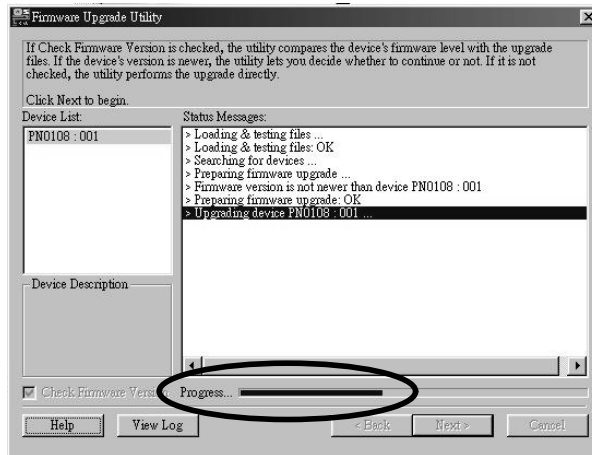 Firmware Upgrade Utility
If Check Firmware Version is checked, the utility compares the device's firmware level with the upgrade
files. If the device's version is newer, the utility lets you decide whether to continue or not. If it is not
checked, the utility performs the upgrade directly.
Click Next to begin.
Device List:
PN0108 : 001
Status Messages:
> Loading & testing files ...
> Loading & testing files: OK
> Searching for devices ...
> Preparing firmware upgrade ...
> Firmware version is not newer than device PN0108 : 001
> Preparing firmware upgrade: OK
> Upgrading device PN0108 : 001 ...
Device Description
Check Firmware Version
Progress...
Help
View Log
< Back
Next >
Cancel